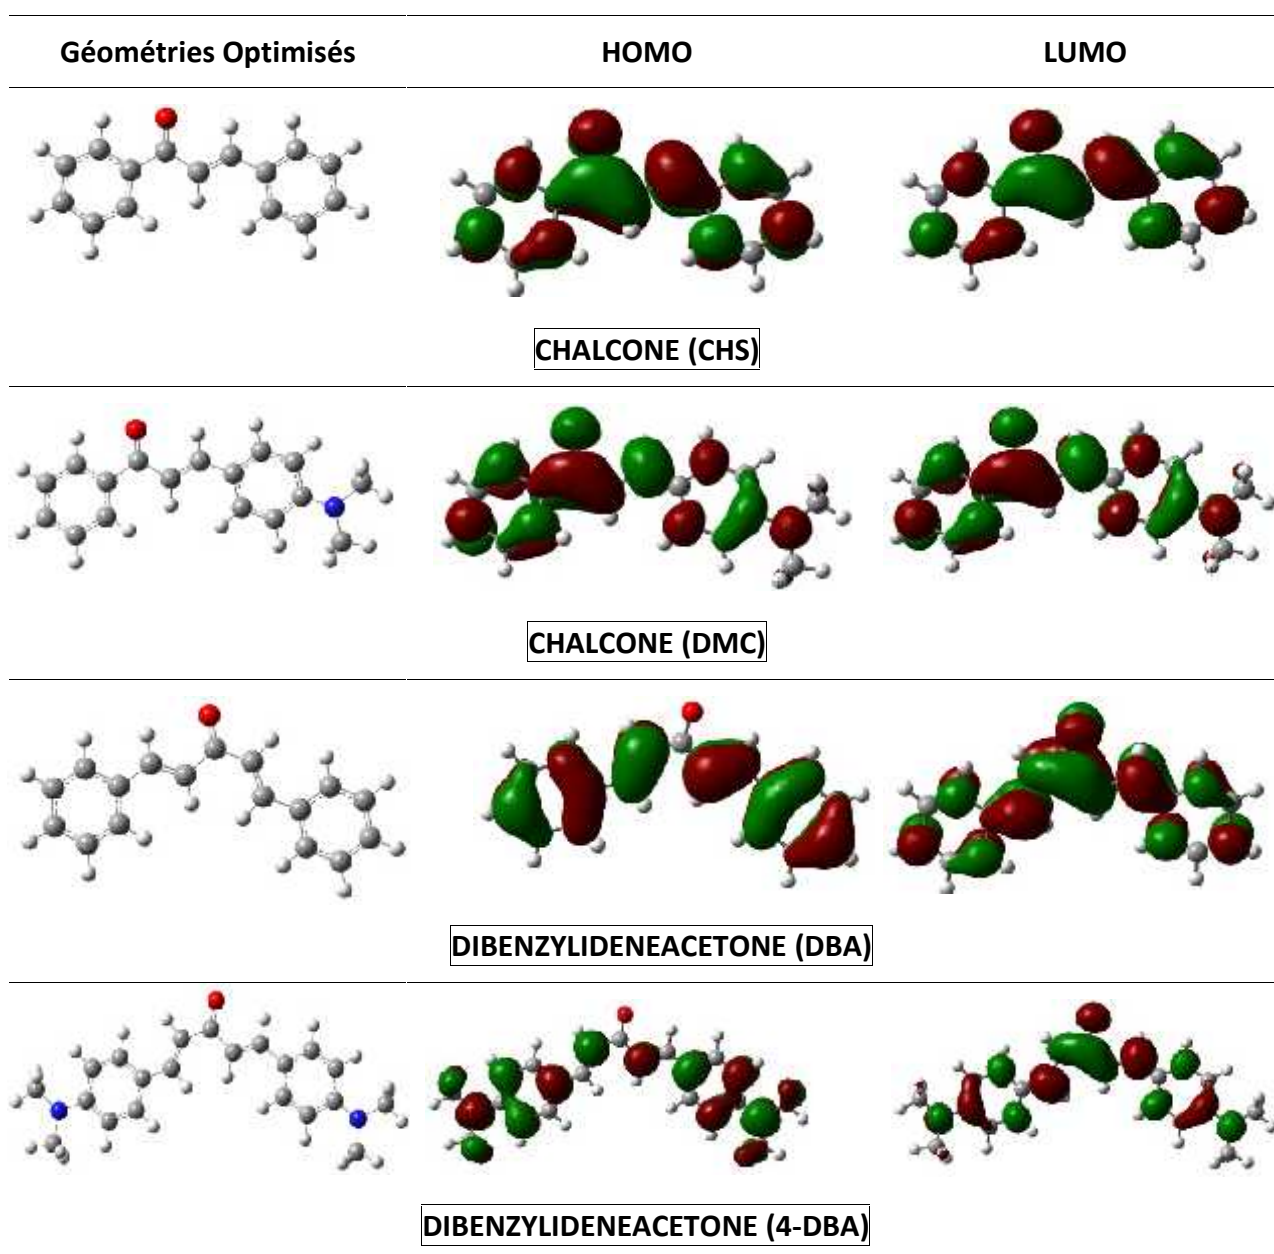 Géométries Optimisés HOMO LUMO
CHALCONE (CHS)
CHALCONE (DMC)
DIBENZYLIDENEACETONE (DBA)
DIBENZYLIDENEACETONE (4-DBA)